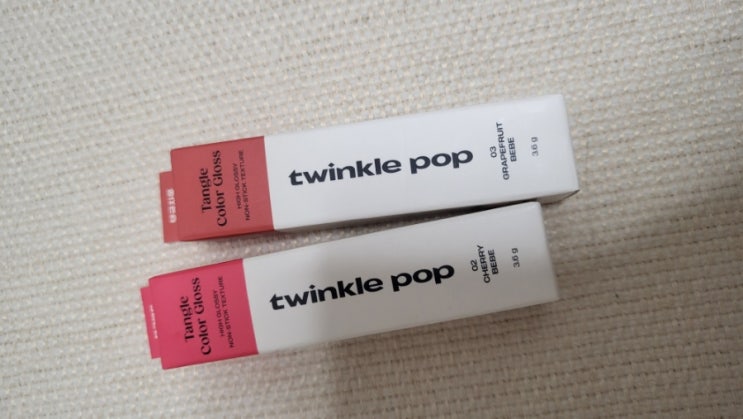 Tangle
Color Gloss
HIGH GLOSSY
NON-STICK TEXTURE
twinkle pop
03
GRAPEFRUIT
BEBE
3.6 g
Tangle
Color Gloss
HIGH GLOSSY
NON-STICK TEXTURE
twinkle pop
02
CHERRY
BEBE
3.6 g